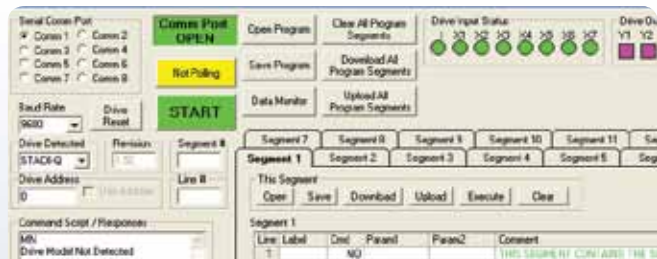 Serial Comm Port
Comm 1 Comm 2
Comm 3 Comm 4
Comm 5 Comm 6
Comm 7 Comm 8
Comm Port
OPEN
Not Polling
START
Open Program
Save Program
Data Monitor
Clear All Program
Segments
Download All
Program Segments
Upload All
Program Segments
Drive Input Status
X1 X2 X3 X4 X5 X6 X7
Drive Ou
Y1 Y2
Baud Rate
9600
Drive
Reset
Drive Detected
STACK-Q
Revision
Segment #
Drive Address
0
Line #
Command Script / Responses
MN
Drive Model Not Detected
Segment 7 Segment 8 Segment 9 Segment 10 Segment 11
Segment 1 Segment 2 Segment 3 Segment 4 Segment 5
This Segment
Open Save Download Upload Execute Clear
Segment 1
Line Label Cmd Param1 Param2 Comment
1 NO THIS SEGMENT CONTAINS THE